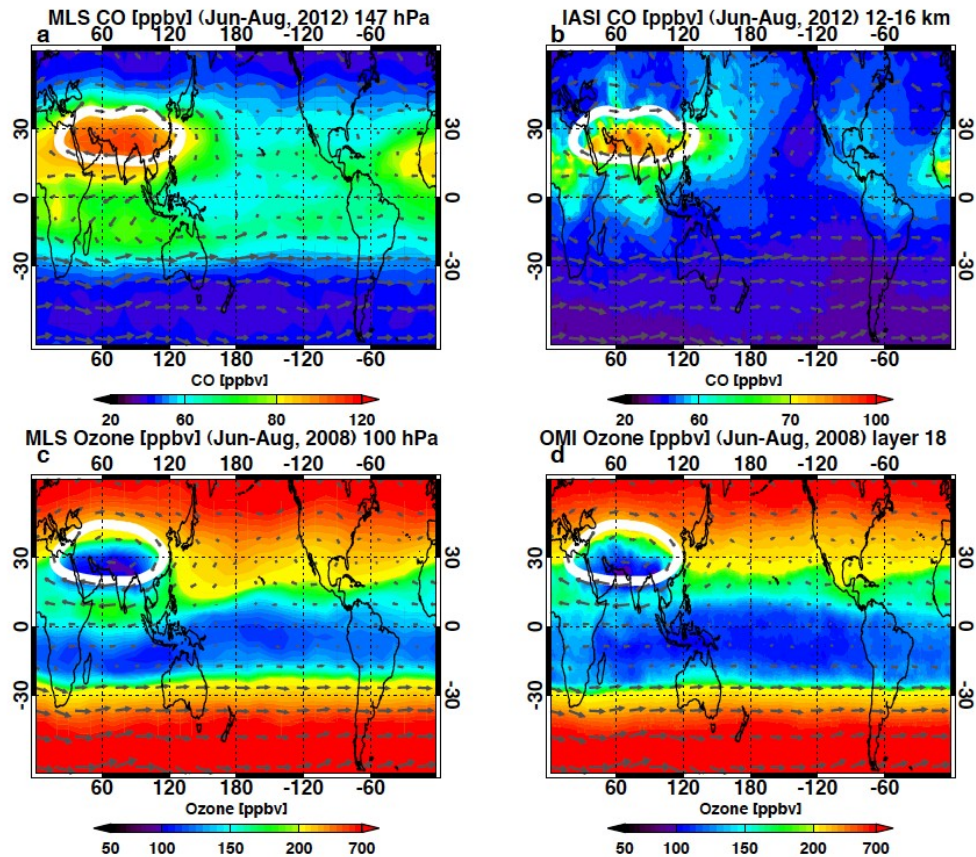 MLS CO [ppbv] (Jun-Aug, 2012) 147 hPa
a
60 120 180 -120 -60
30
0
-30
60 120 180 -120 -60
CO [ppbv]
20 60 80 120
IASI CO [ppbv] (Jun-Aug, 2012) 12-16 km
b
60 120 180 -120 -60
30
0
-30
60 120 180 -120 -60
CO [ppbv]
20 60 70 100
MLS Ozone [ppbv] (Jun-Aug, 2008) 100 hPa
c
60 120 180 -120 -60
30
0
-30
60 120 180 -120 -60
Ozone [ppbv]
50 100 150 200 700
OMI Ozone [ppbv] (Jun-Aug, 2008) layer 18
d
60 120 180 -120 -60
30
0
-30
60 120 180 -120 -60
Ozone [ppbv]
50 100 150 200 700